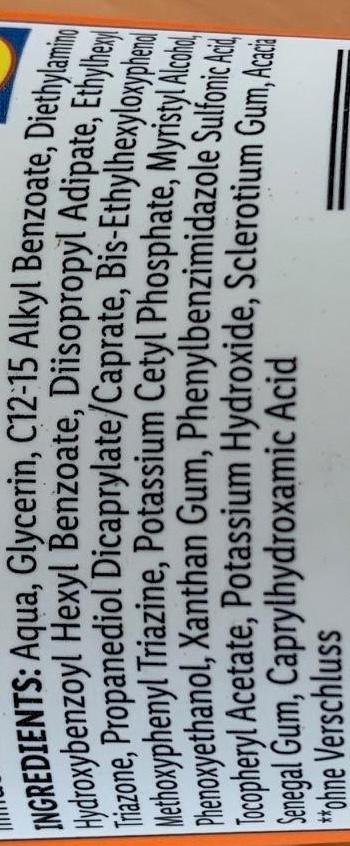 INGREDIENTS: Aqua, Glycerin, C12-15 Alkyl Benzoate, Diethylamino
Hydroxybenzoyl Hexyl Benzoate, Diisopropyl Adipate, Ethylhexyl
Triazone, Propanediol Dicaprylate/Caprate, Bis-Ethylhexyloxyphenol
Methoxyphenyl Triazine, Potassium Cetyl Phosphate, Myristyl Alcohol,
Phenoxyethanol, Xanthan Gum, Phenylbenzimidazole Sulfonic Acid,
Tocopheryl Acetate, Potassium Hydroxide, Sclerotium Gum, Acacia
Senegal Gum, Caprylhydroxamic Acid
**ohne Verschluss